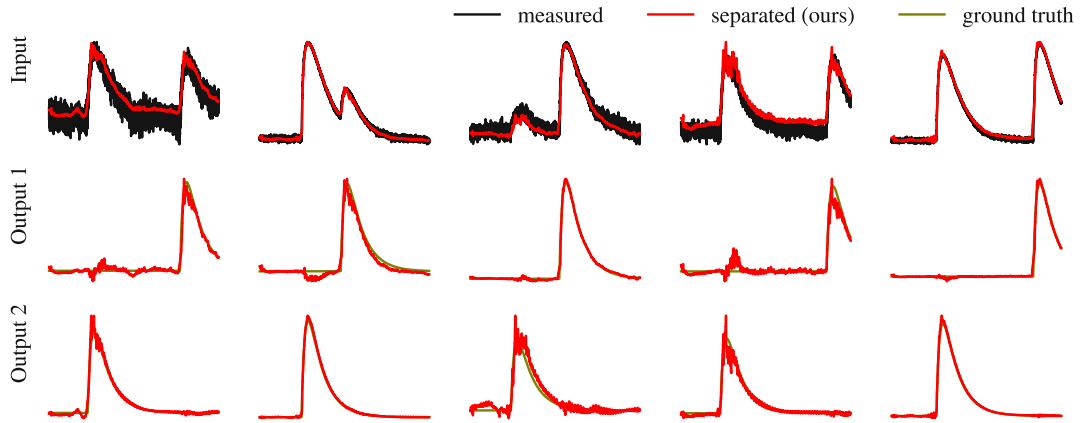 measured separated (ours) ground truth
Input
Output 1
Output 2